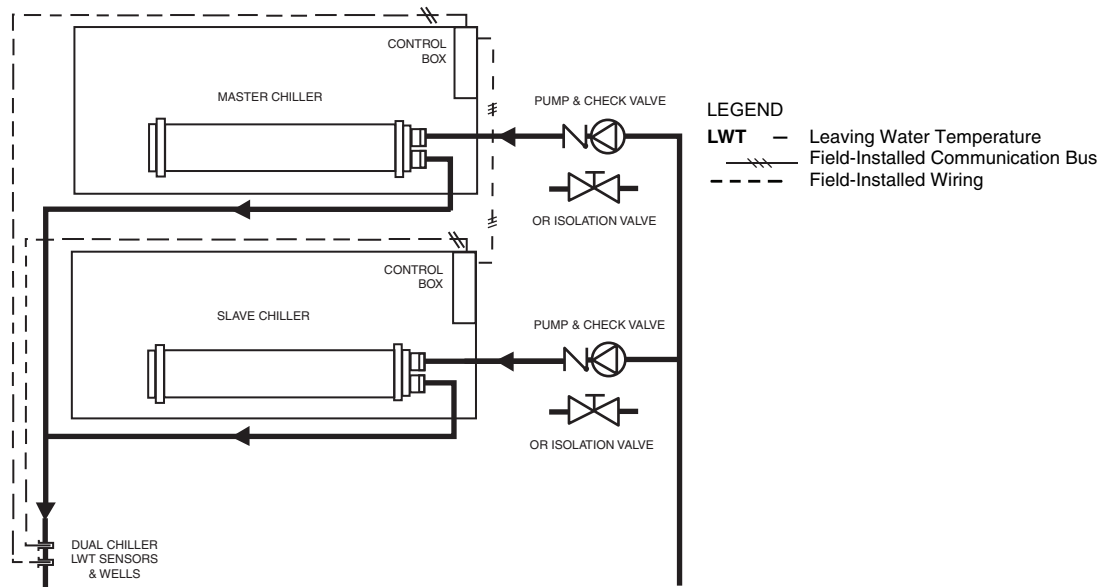 CONTROL
BOX
MASTER CHILLER
PUMP & CHECK VALVE
OR ISOLATION VALVE
CONTROL
BOX
SLAVE CHILLER
PUMP & CHECK VALVE
OR ISOLATION VALVE
DUAL CHILLER
LWT SENSORS
& WELLS
LEGEND
LWT — Leaving Water Temperature
Field-Installed Communication Bus
Field-Installed Wiring